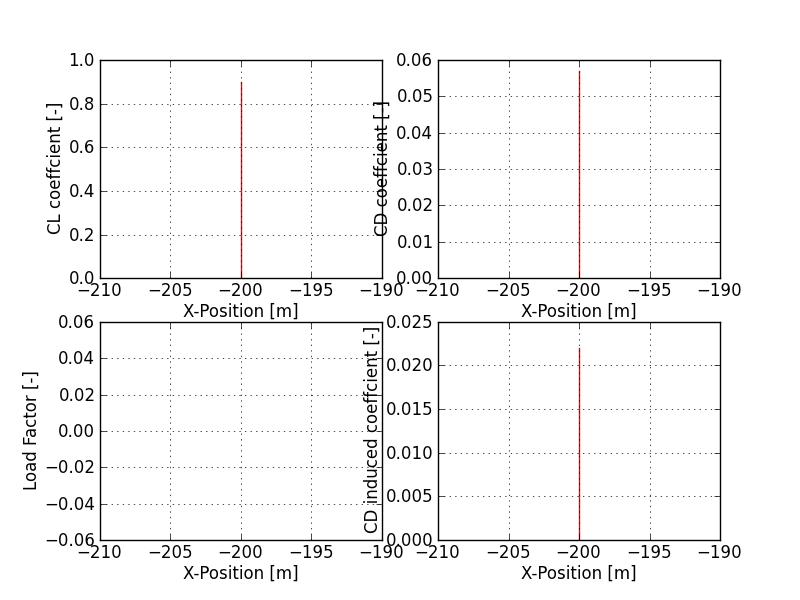 CL coeffcient [-]
1.0
0.8
0.6
0.4
0.2
0.0
−210 −205 −200 −195 −190
X-Position [m]
CD coeffcient [-]
0.06
0.05
0.04
0.03
0.02
0.01
0.00
−210 −205 −200 −195 −190
X-Position [m]
Load Factor [-]
0.06
0.04
0.02
0.00
−0.02
−0.04
−0.06
−210 −205 −200 −195 −190
X-Position [m]
CD induced coeffcient [-]
0.025
0.020
0.015
0.010
0.005
0.000
−210 −205 −200 −195 −190
X-Position [m]